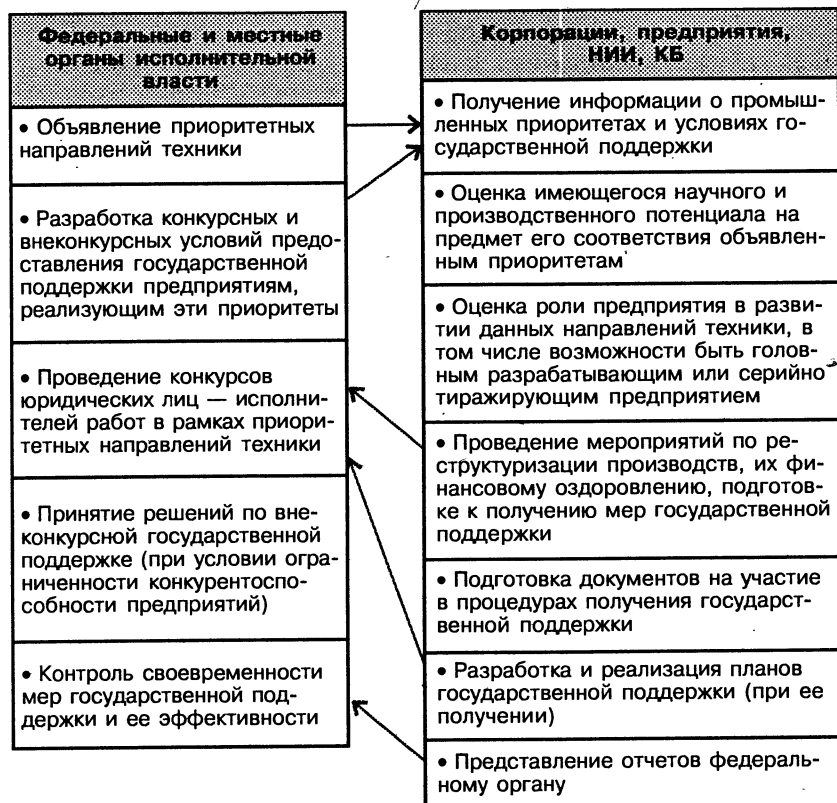 Федеральные и местные
органы исполнительной
власти
• Объявление приоритетных
направлений техники
• Разработка конкурсных и
внеконкурсных условий предо-
ставления государственной
поддержки предприятиям,
реализующим эти приоритеты
• Проведение конкурсов
юридических лиц — исполни-
телей работ в рамках приори-
тетных направлений техники
• Принятие решений по вне-
конкурсной государственной
поддержке (при условии огра-
ниченности конкурентоспо-
собности предприятий)
• Контроль своевременности
мер государственной под-
держки и ее эффективности
Корпорации, предприятия,
НИИ, КБ
• Получение информации о промыш-
ленных приоритетах и условиях го-
сударственной поддержки
• Оценка имеющегося научного и
производственного потенциала на
предмет его соответствия объявлен-
ным приоритетам
• Оценка роли предприятия в разви-
тии данных направлений техники, в
том числе возможности быть голов-
ным разрабатывающим или серийно
тиражирующим предприятием
• Проведение мероприятий по ре-
структуризации производств, их фи-
нансовому оздоровлению, подготов-
ке к получению мер государственной
поддержки
• Подготовка документов на участие
в процедурах получения государст-
венной поддержки
• Разработка и реализация планов
государственной поддержки (при ее
получении)
• Представление отчетов федераль-
ному органу